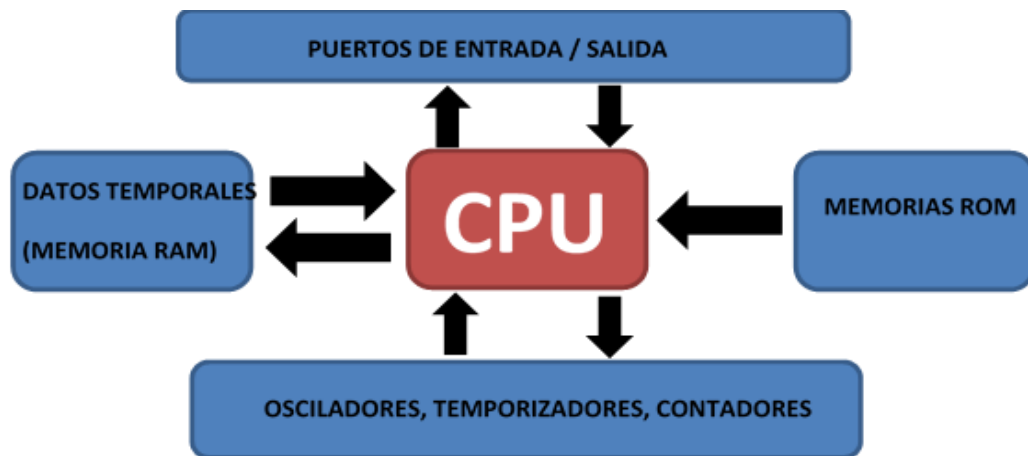 PUERTOS DE ENTRADA / SALIDA
DATOS TEMPORALES
(MEMORIA RAM)
CPU
MEMORIAS ROM
OSCILADORES, TEMPORIZADORES, CONTADORES